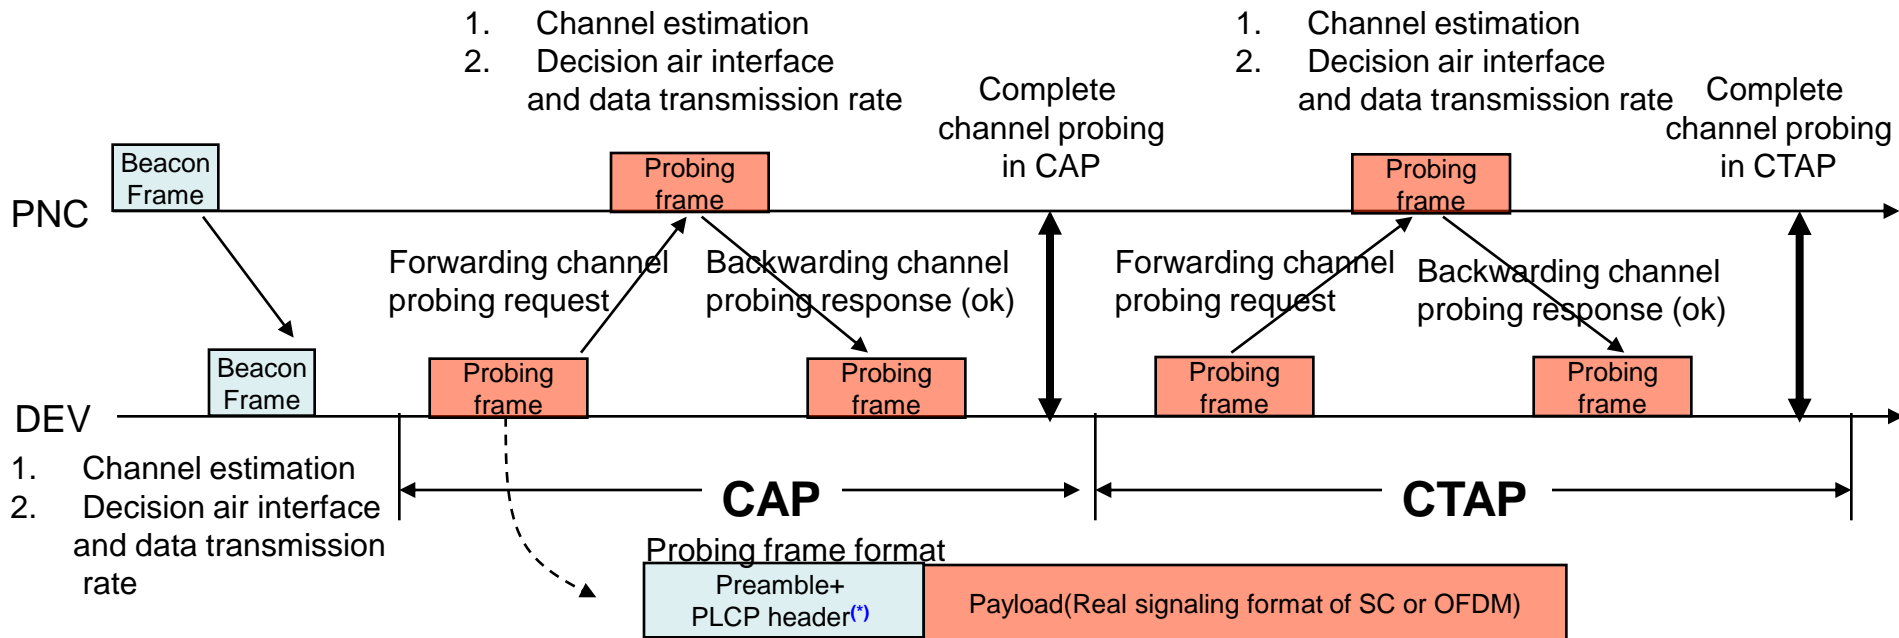 1. Channel estimation
2. Decision air interface
and data transmission rate
Complete
channel probing
in CAP
1. Channel estimation
2. Decision air interface
and data transmission rate
Complete
channel probing
in CTAP
Beacon
Frame
Probing
frame
Probing
frame
PNC
Forwarding channel
probing request
Backwarding channel
probing response (ok)
Forwarding channel
probing request
Backwarding channel
probing response (ok)
Beacon
Frame
Probing
frame
Probing
frame
Probing
frame
Probing
frame
DEV
1. Channel estimation
2. Decision air interface
and data transmission
rate
CAP
CTAP
Probing frame format
Preamble+
PLCP header(*)
Payload(Real signaling format of SC or OFDM)